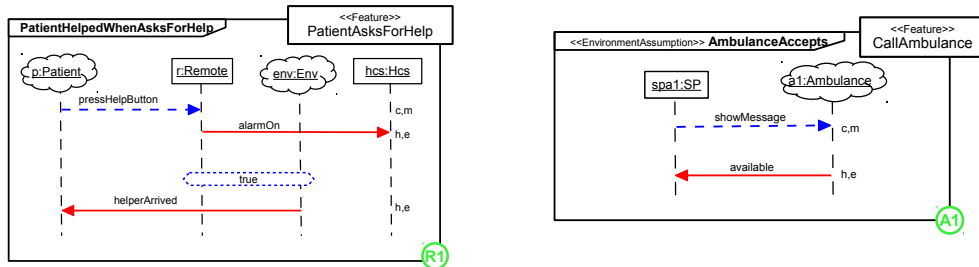 PatientHelpedWhenAsksForHelp
<<Feature>>
PatientAsksForHelp
p:Patient
r:Remote
env:Env
hcs:Hcs
pressHelpButton
c,m
alarmOn
h,e
true
helperArrived
h,e
R1
<<EnvironmentAssumption>> AmbulanceAccepts
<<Feature>>
CallAmbulance
spa1:SP
a1:Ambulance
showMessage
c,m
available
h,e
A1